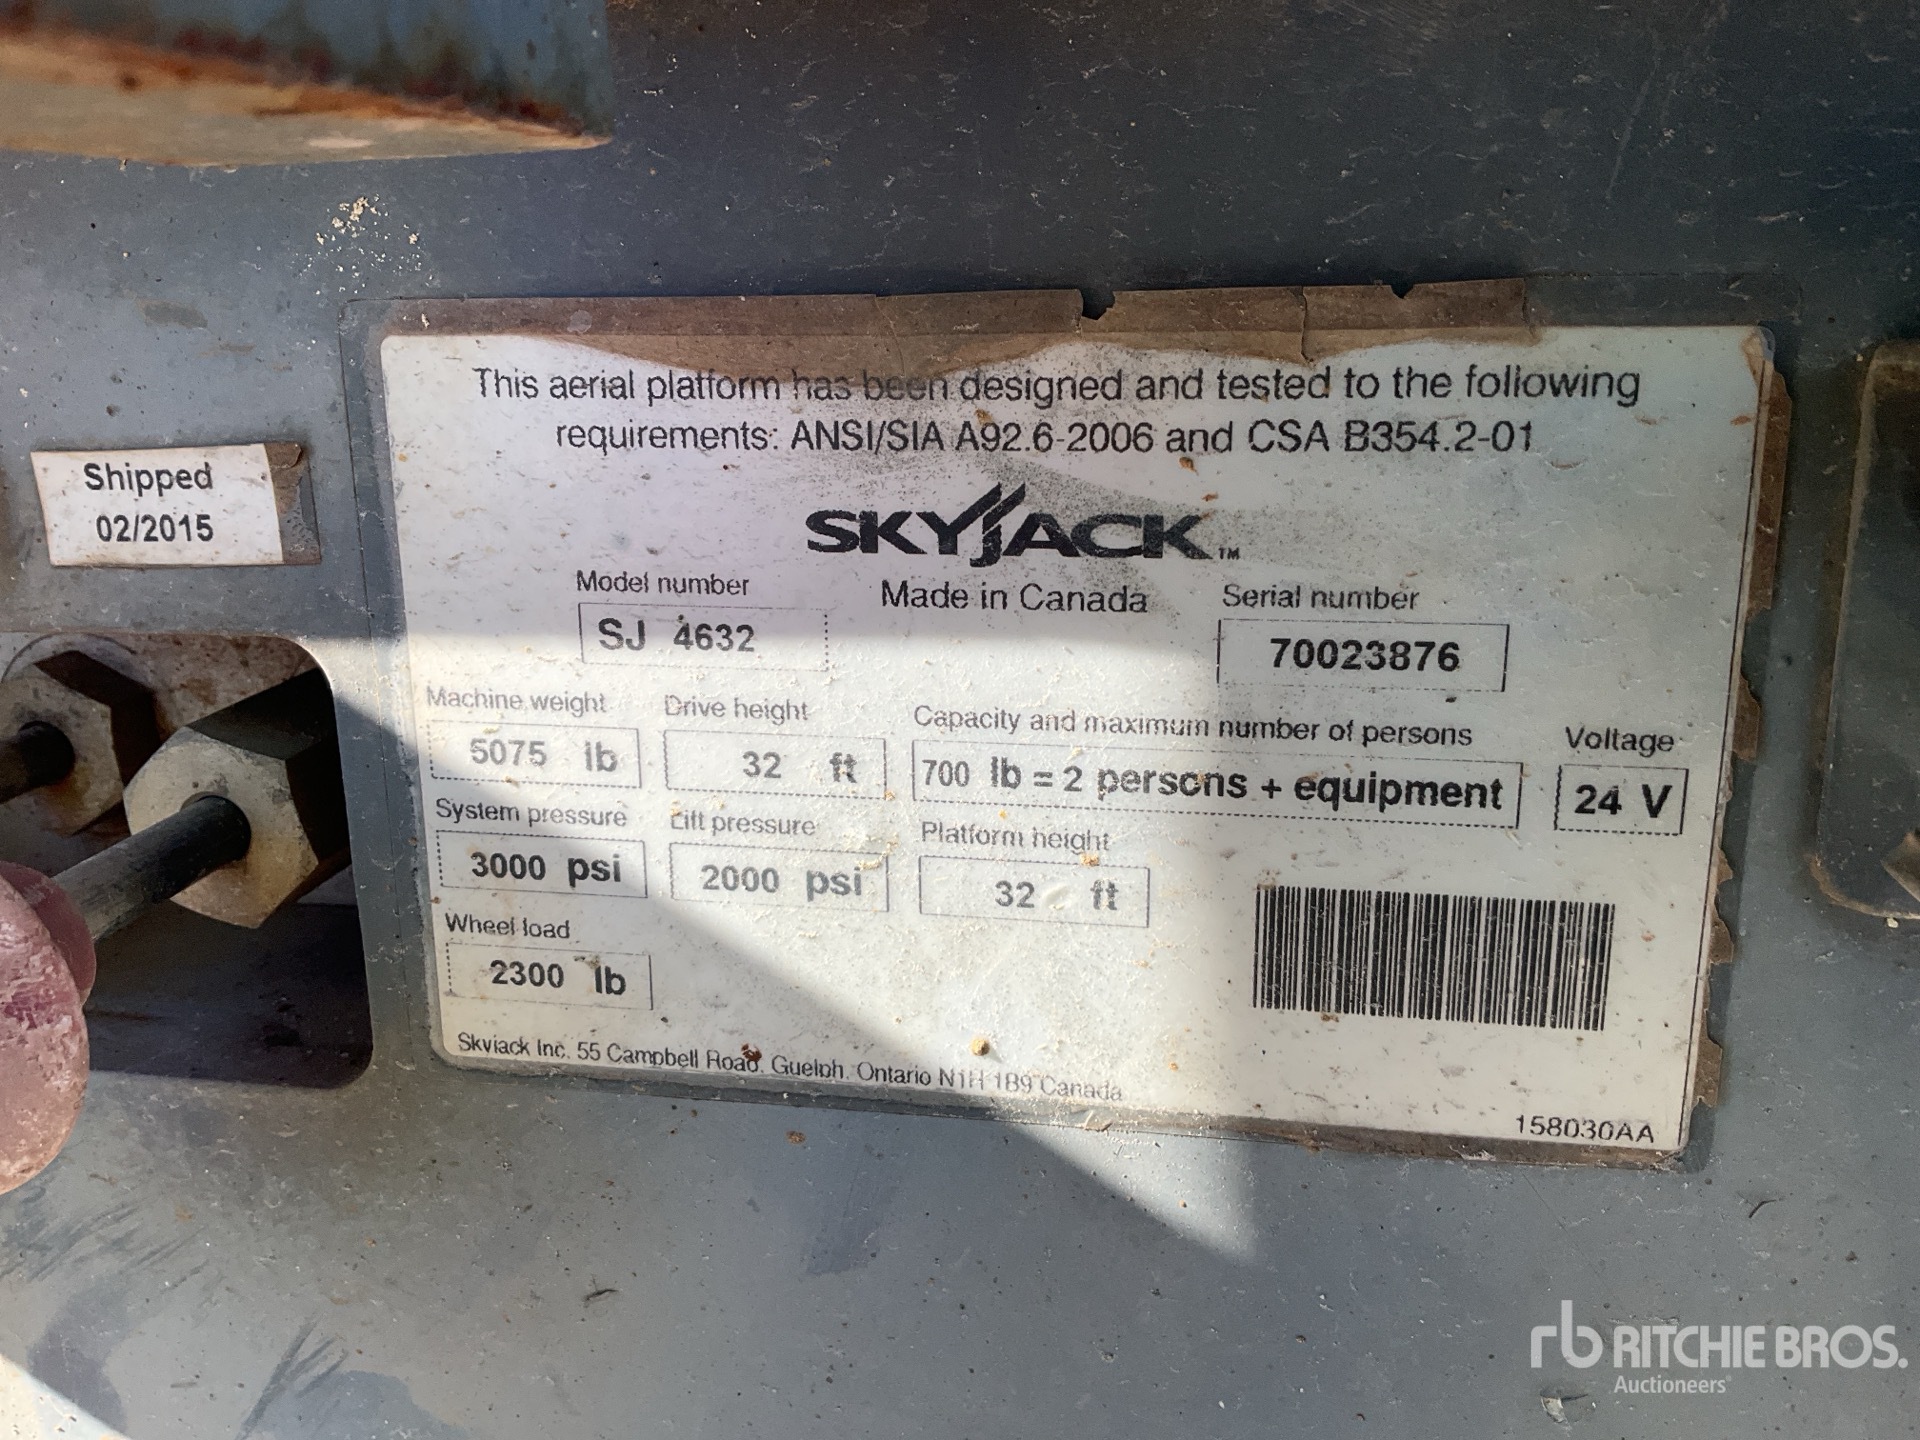 Shipped
02/2015
This aerial platform has been designed and tested to the following
requirements: ANSI/SIA A92.6-2006 and CSA B354.2-01
SKYJACK™
Made in Canada
Model number
SJ 4632
Serial number
70023876
Machine weight
5075 lb
Drive height
32 ft
Capacity and maximum number of persons
700 lb = 2 persons + equipment
Voltage
24 V
System pressure
3000 psi
Lift pressure
2000 psi
Platform height
32 ft
Wheel load
2300 lb
Skyjack Inc. 55 Campbell Road, Guelph, Ontario N1H 1B9 Canada
158030AA
rb RITCHIE BROS.
Auctioneers